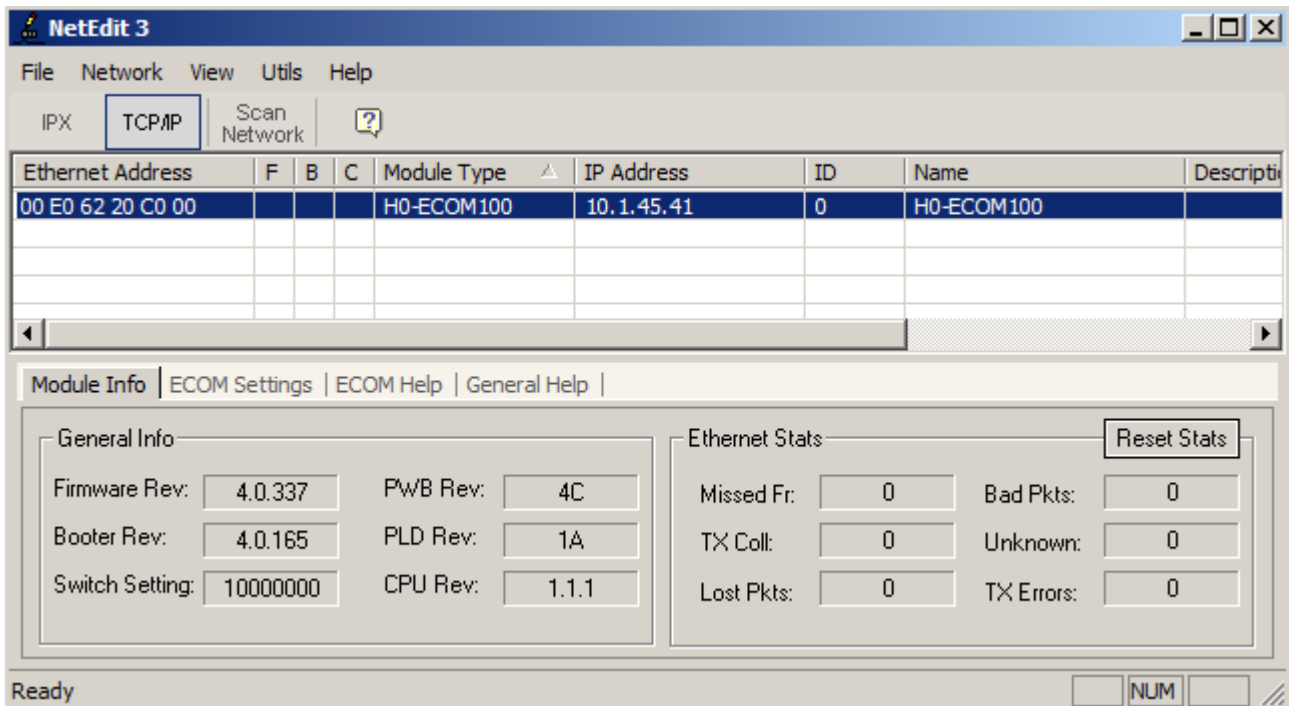 NetEdit 3
File Network View Utils Help
IPX TCP/IP Scan Network
Ethernet Address F B C Module Type IP Address ID Name Descripti
00 E0 62 20 C0 00 H0-ECOM100 10.1.45.41 0 H0-ECOM100
Module Info ECOM Settings ECOM Help General Help
General Info Ethernet Stats Reset Stats
Firmware Rev: 4.0.337 PWB Rev: 4C Missed Fr: 0 Bad Pkts: 0
Booter Rev: 4.0.165 PLD Rev: 1A TX Coll: 0 Unknown: 0
Switch Setting: 10000000 CPU Rev: 1.1.1 Lost Pkts: 0 TX Errors: 0
Ready NUM